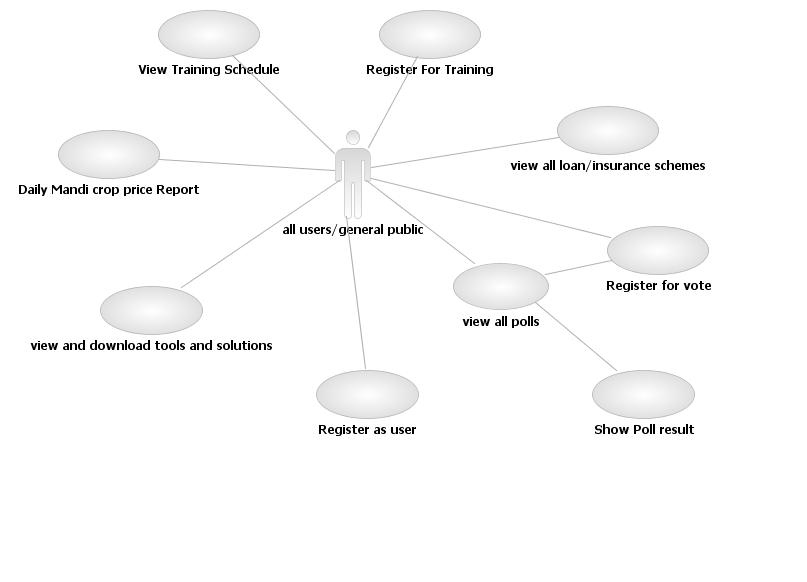 View Training Schedule
Register For Training
view all loan/insurance schemes
Daily Mandi crop price Report
all users/general public
Register for vote
view all polls
view and download tools and solutions
Register as user
Show Poll result